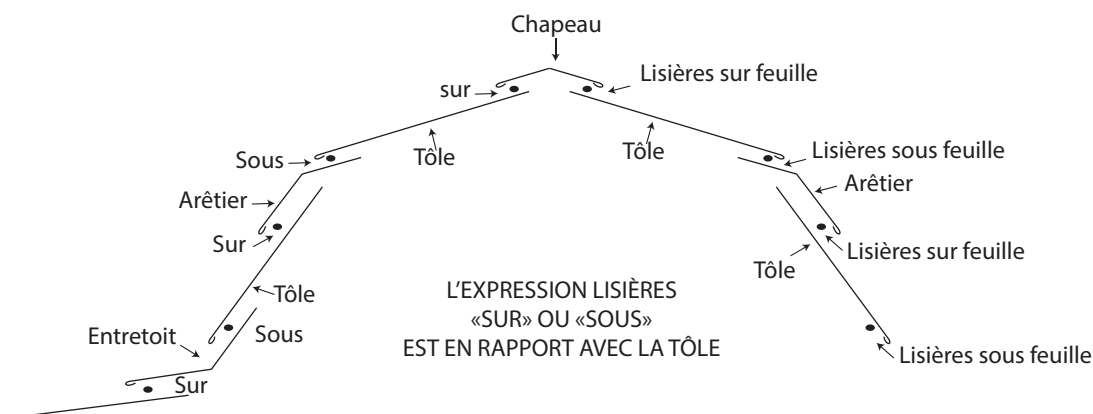 Chapeau
sur
Lisières sur feuille
Tôle
Tôle
Sous
Lisières sous feuille
Arêtier
Arêtier
Sur
Lisières sur feuille
Tôle
Tôle
L'EXPRESSION LISIÈRES
«SUR» OU «SOUS»
EST EN RAPPORT AVEC LA TÔLE
Entretoit
Sous
Lisières sous feuille
Sur